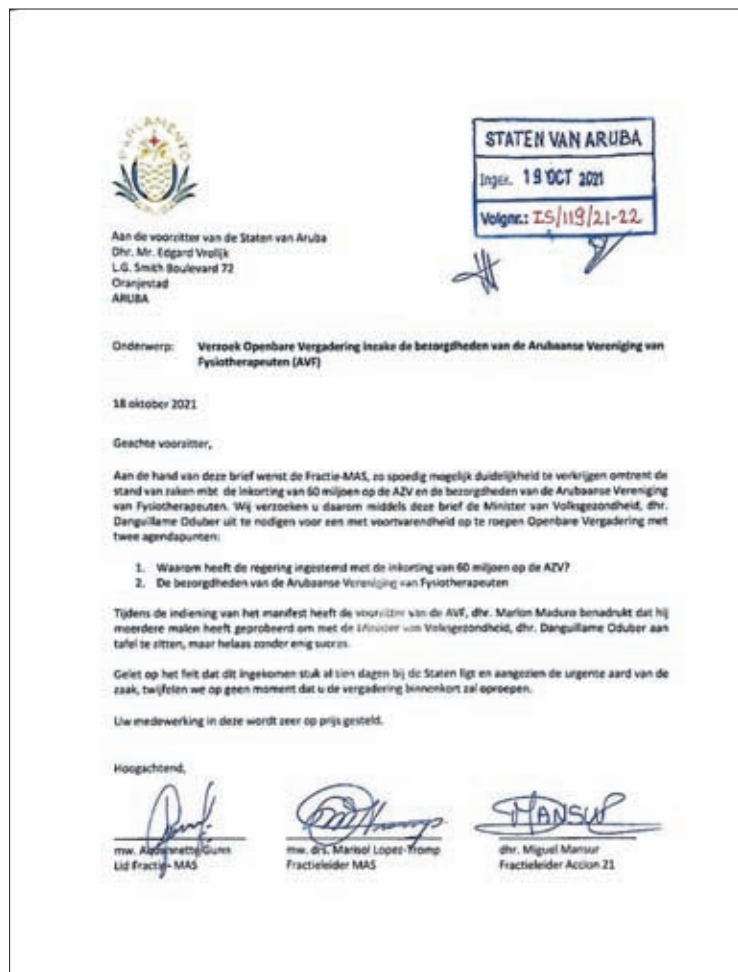 PARLAMENTO
ARUBA
STATEN VAN ARUBA
Ingek. 19 OCT 2021
Volgnr.: IS/119/21-22
Aan de voorzitter van de Staten van Aruba
Dhr. Mr. Edgard Vrolijk
L.G. Smith Boulevard 72
Oranjestad
ARUBA
Onderwerp: Verzoek Openbare Vergadering inzake de bezorgdheden van de Arubaanse Vereniging van
Fysiotherapeuten (AVF)
18 oktober 2021
Geachte voorzitter,
Aan de hand van deze brief wenst de Fractie-MAS, zo spoedig mogelijk duidelijkheid te verkrijgen omtrent de
stand van zaken mbt de inkorting van 60 miljoen op de AZV en de bezorgdheden van de Arubaanse Vereniging
van Fysiotherapeuten. Wij verzoeken u daarom middels deze brief de Minister van Volksgezondheid, dhr.
Danguillame Oduber uit te nodigen voor een met voortvarendheid op te roepen Openbare Vergadering met
twee agendapunten:
1. Waarom heeft de regering ingestemd met de inkorting van 60 miljoen op de AZV?
2. De bezorgdheden van de Arubaanse Vereniging van Fysiotherapeuten
Tijdens de indiening van het manifest heeft de voorzitter van de AVF, dhr. Marlon Maduro benadrukt dat hij
meerdere malen heeft geprobeerd om met de Minister van Volksgezondheid, dhr. Danguillame Oduber aan
tafel te zitten, maar helaas zonder enig succes.
Gelet op het feit dat dit ingekomen stuk al tien dagen bij de Staten ligt en aangezien de urgente aard van de
zaak, twijfelen we op geen moment dat u de vergadering binnenkort zal oproepen.
Uw medewerking in deze wordt zeer op prijs gesteld.
Hoogachtend,
Tromp
MANSUR
mw. Gunn
Lid Fractie- MAS
mw. drs. Marisol Lopez-Tromp
Fractieleider MAS
dhr. Miguel Mansur
Fractieleider Accion 21